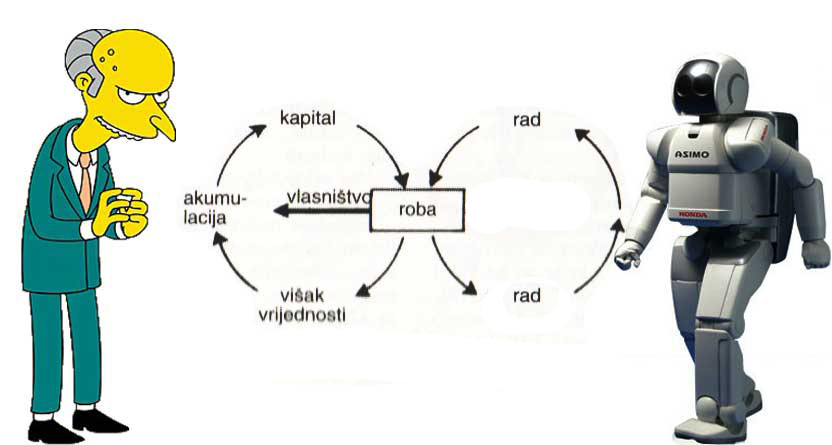 kapital
rad
akumu-
lacija
vlasništvo
roba
višak
vrijednosti
rad
ASIMO
HONDA